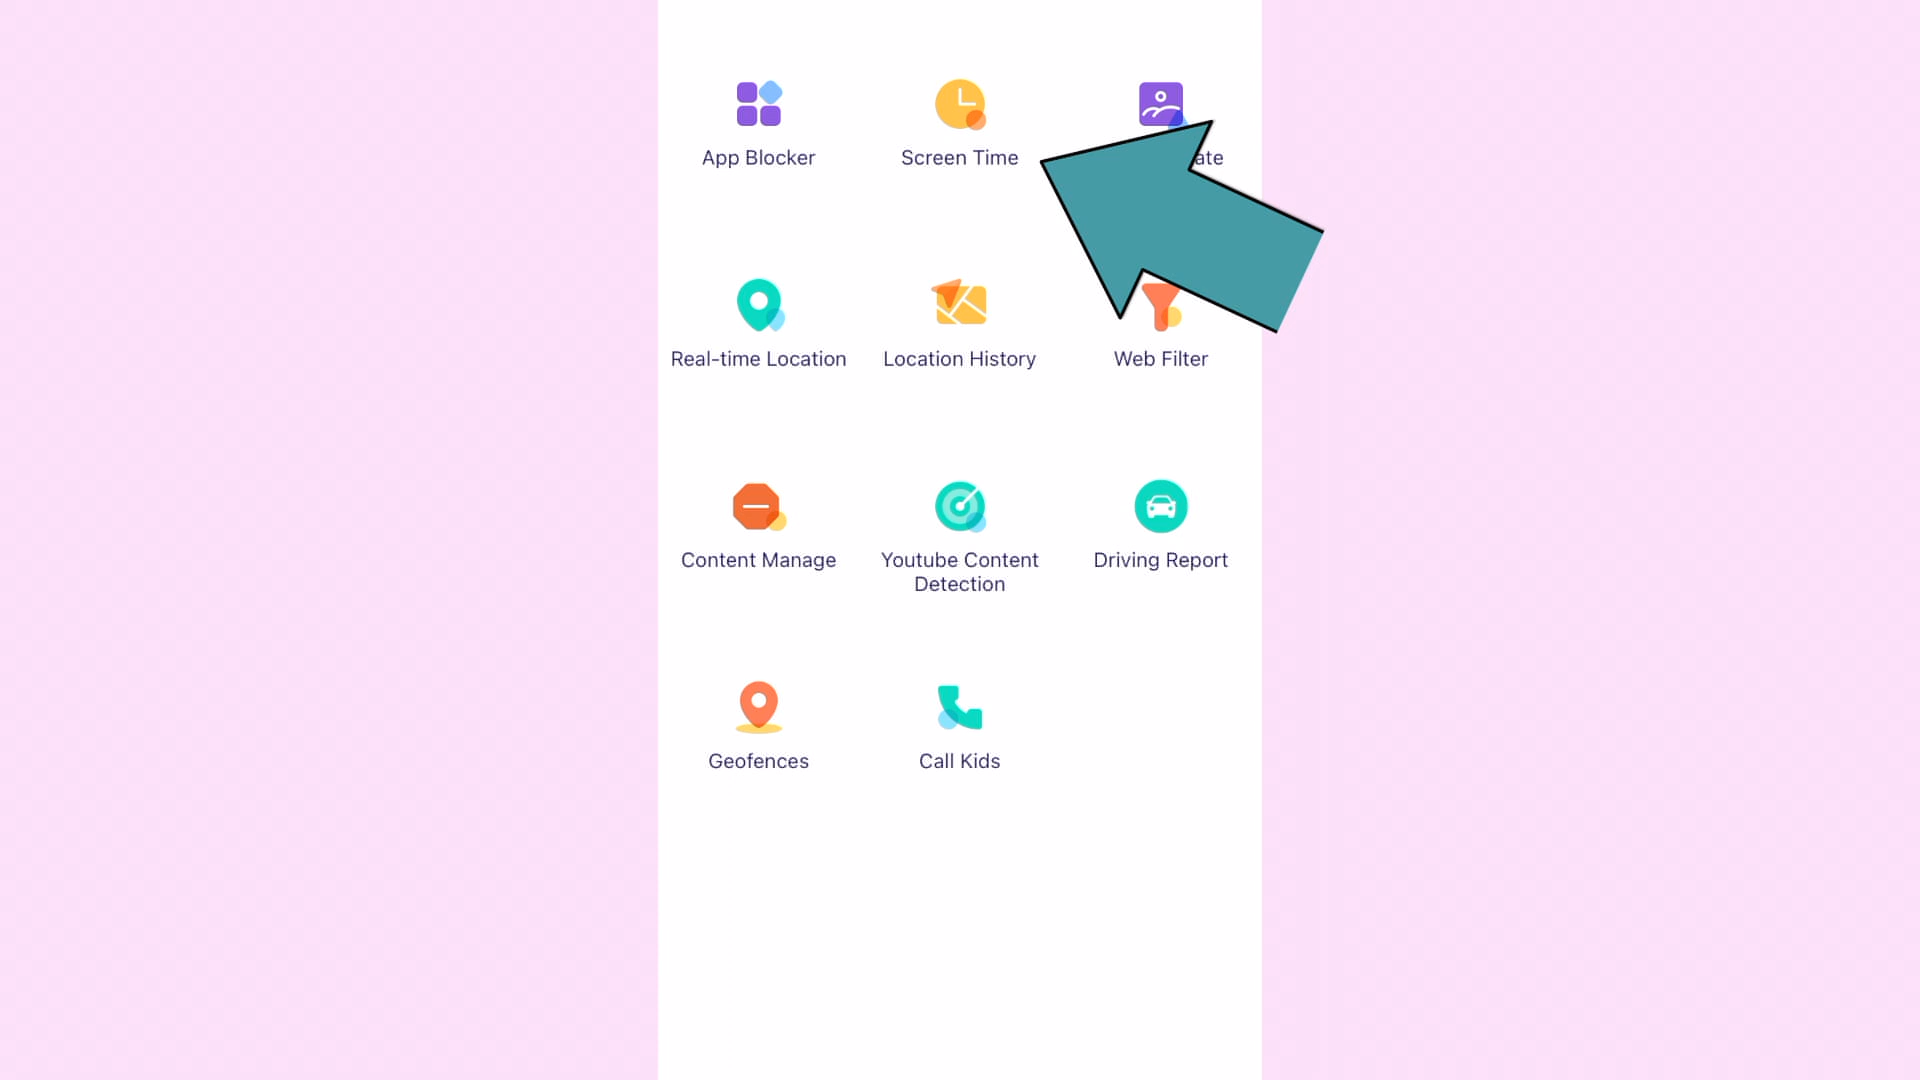 App Blocker
Screen Time
Real-time Location
Location History
Web Filter
Content Manage
Youtube Content
Detection
Driving Report
Geofences
Call Kids